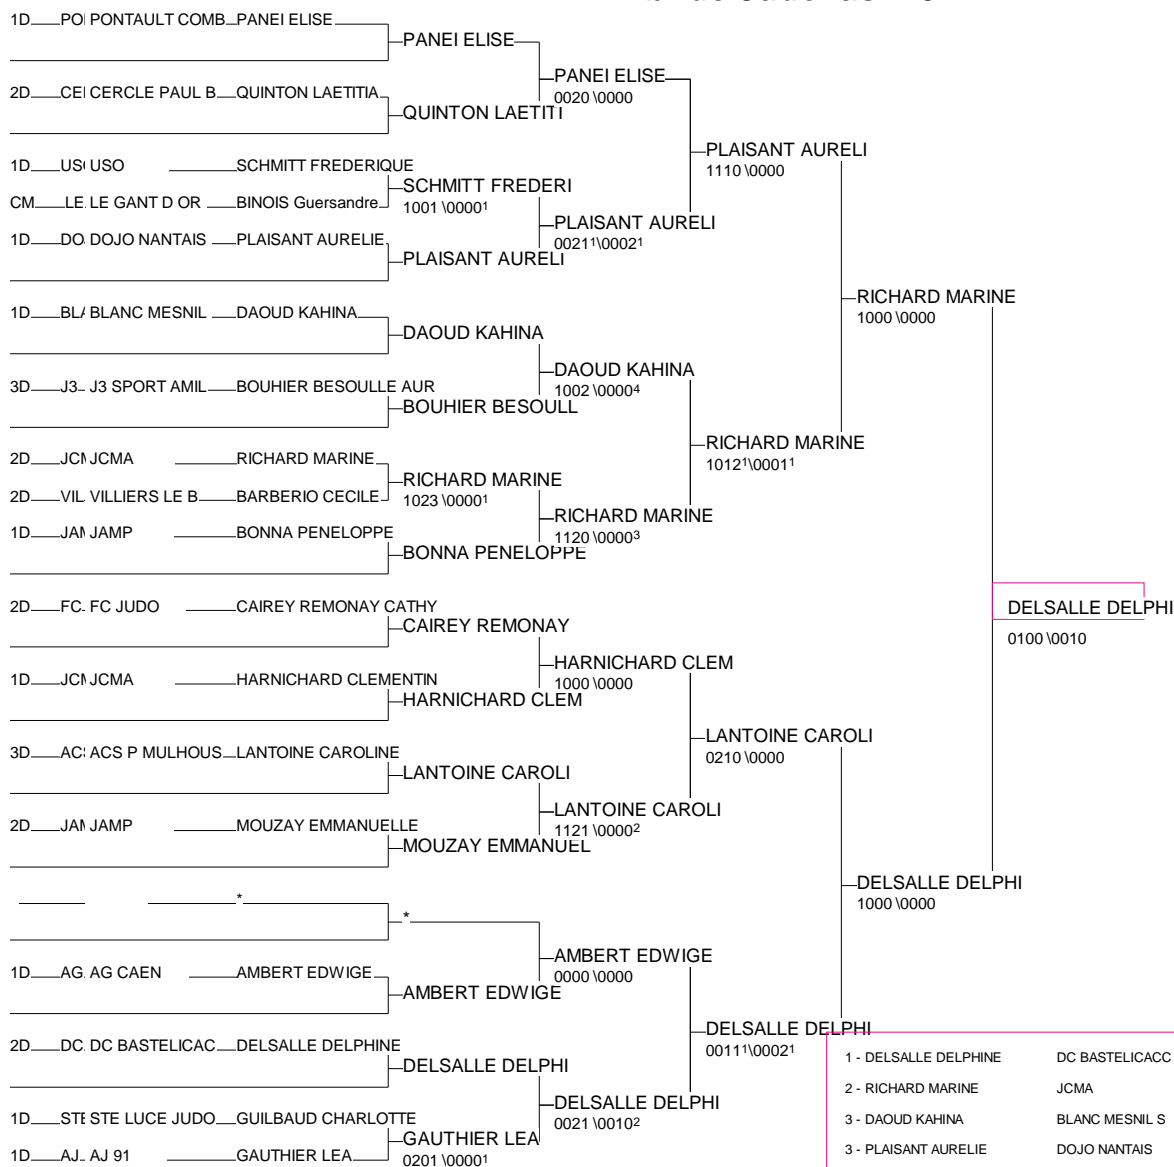 1D PO PONTAULT COMB PANEI ELISE
PANEI ELISE
PANEI ELISE
0020 \0000
2D CE CERCLE PAUL B QUINTON LAETITIA
QUINTON LAETITI
PLAISANT AURELI
1110 \0000
1D US USO SCHMITT FREDERIQUE
SCHMITT FREDERI
1001 \0000¹
CM LE LE GANT D OR BINOIS Guersandre
PLAISANT AURELI
0021¹\0002¹
1D DO DOJO NANTAIS PLAISANT AURELIE
PLAISANT AURELI
RICHARD MARINE
1000 \0000
1D BLA BLANC MESNIL DAOUD KAHINA
DAOUD KAHINA
DAOUD KAHINA
1002 \0000⁴
3D J3 J3 SPORT AMIL BOUHIER BESOULLE AUR
BOUHIER BESOULL
RICHARD MARINE
1012¹\0001¹
2D JCM JCMA RICHARD MARINE
RICHARD MARINE
1023 \0000¹
2D VIL VILLIERS LE B BARBERIO CECILE
RICHARD MARINE
1120 \0000³
1D JAM JAMP BONNA PENELOPPE
BONNA PENELOPPE
DELSALLE DELPHI
0100 \0010
2D FC FC JUDO CAIREY REMONAY CATHY
CAIREY REMONAY
HARNICHARD CLEM
1000 \0000
1D JCM JCMA HARNICHARD CLEMENTIN
HARNICHARD CLEM
LANTOINE CAROLI
0210 \0000
3D ACS ACS P MULHOUS LANTOINE CAROLINE
LANTOINE CAROLI
LANTOINE CAROLI
1121 \0000²
2D JAM JAMP MOUZAY EMMANUELLE
MOUZAY EMMANUEL
DELSALLE DELPHI
1000 \0000
*
*
AMBERT EDWIGE
0000 \0000
1D AG AG CAEN AMBERT EDWIGE
AMBERT EDWIGE
DELSALLE DELPHI
0011¹\0002¹
2D DC DC BASTELICAC DELSALLE DELPHINE
DELSALLE DELPHI
DELSALLE DELPHI
0021 \0010²
1D STE STE LUCE JUDO GUILBAUD CHARLOTTE
GAUTHIER LEA
0201 \0000¹
1D AJ AJ 91 GAUTHIER LEA
1 - DELSALLE DELPHINE DC BASTELICACC
2 - RICHARD MARINE JCMA
3 - DAOUD KAHINA BLANC MESNIL S
3 - PLAISANT AURELIE DOJO NANTAIS